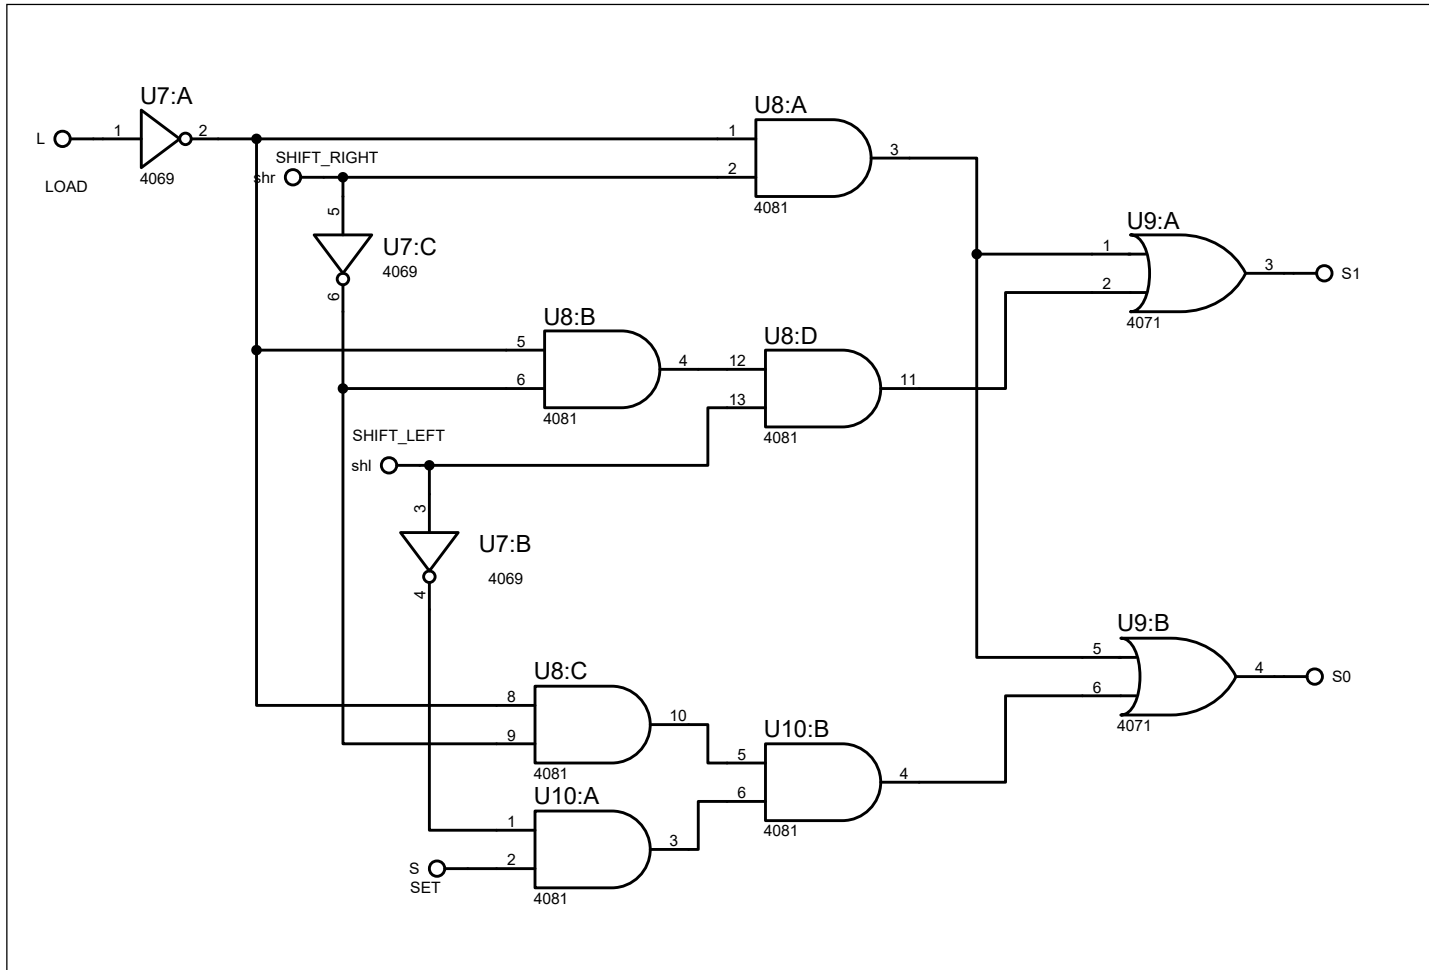 U7:A
L
1
2
4069
LOAD
SHIFT_RIGHT
shr
5
U7:C
4069
6
U8:A
1
2
3
4081
U9:A
1
2
3
S1
4071
U8:B
5
6
4
4081
U8:D
12
13
11
4081
SHIFT_LEFT
shl
3
U7:B
4069
4
U8:C
8
9
10
4081
U10:A
1
2
3
4081
S
SET
U10:B
5
6
4
4081
U9:B
5
6
4
S0
4071